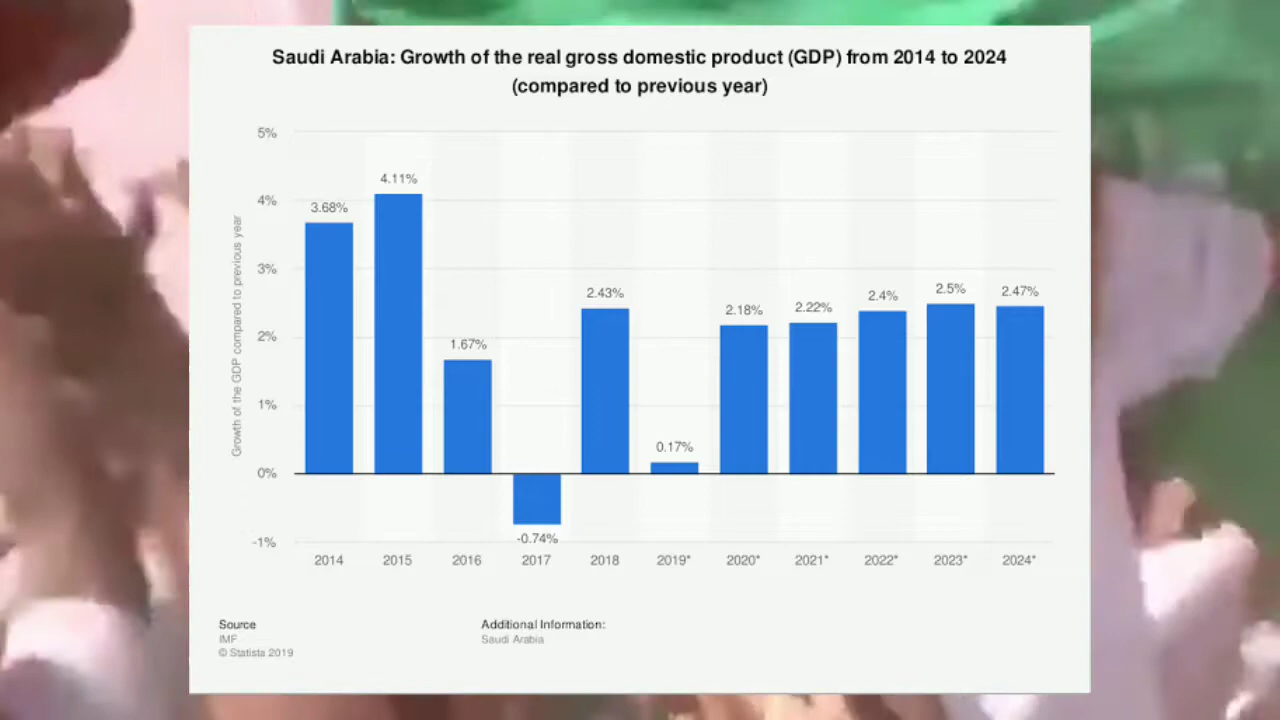 Saudi Arabia: Growth of the real gross domestic product (GDP) from 2014 to 2024
(compared to previous year)
Growth of the GDP compared to previous year
5%
4%
3%
2%
1%
0%
-1%
3.68%
4.11%
1.67%
-0.74%
2.43%
0.17%
2.18%
2.22%
2.4%
2.5%
2.47%
2014 2015 2016 2017 2018 2019* 2020* 2021* 2022* 2023* 2024*
Source
IMF
© Statista 2019
Additional Information:
Saudi Arabia